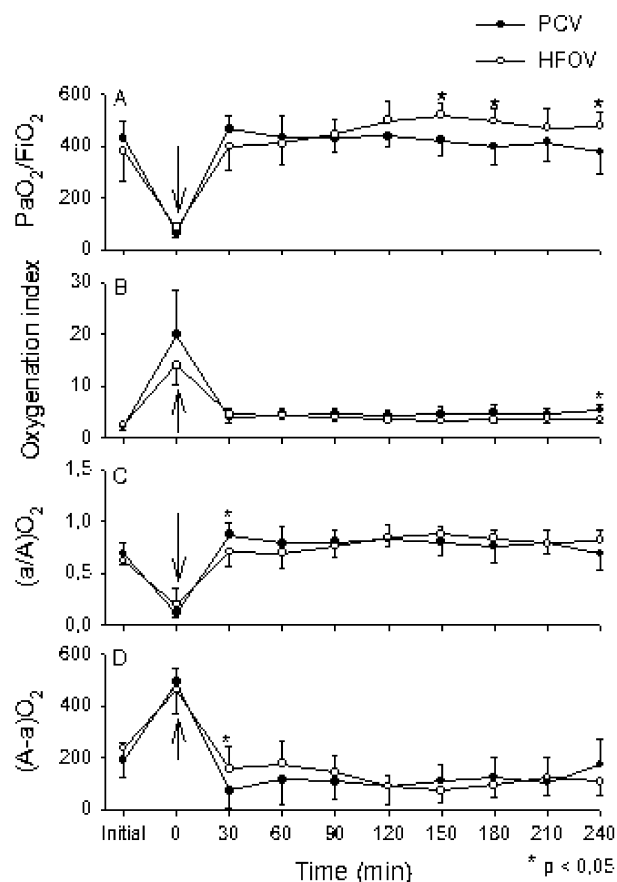 PCV
HFOV
A
PaO₂/FiO₂
600
400
200
0
*
*
*
B
Oxygenation index
30
20
10
0
*
C
(a/A)O₂
1,5
1,0
0,5
0,0
*
D
(A-a)O₂
600
400
200
0
*
Initial 0 30 60 90 120 150 180 210 240
Time (min)
* p < 0,05